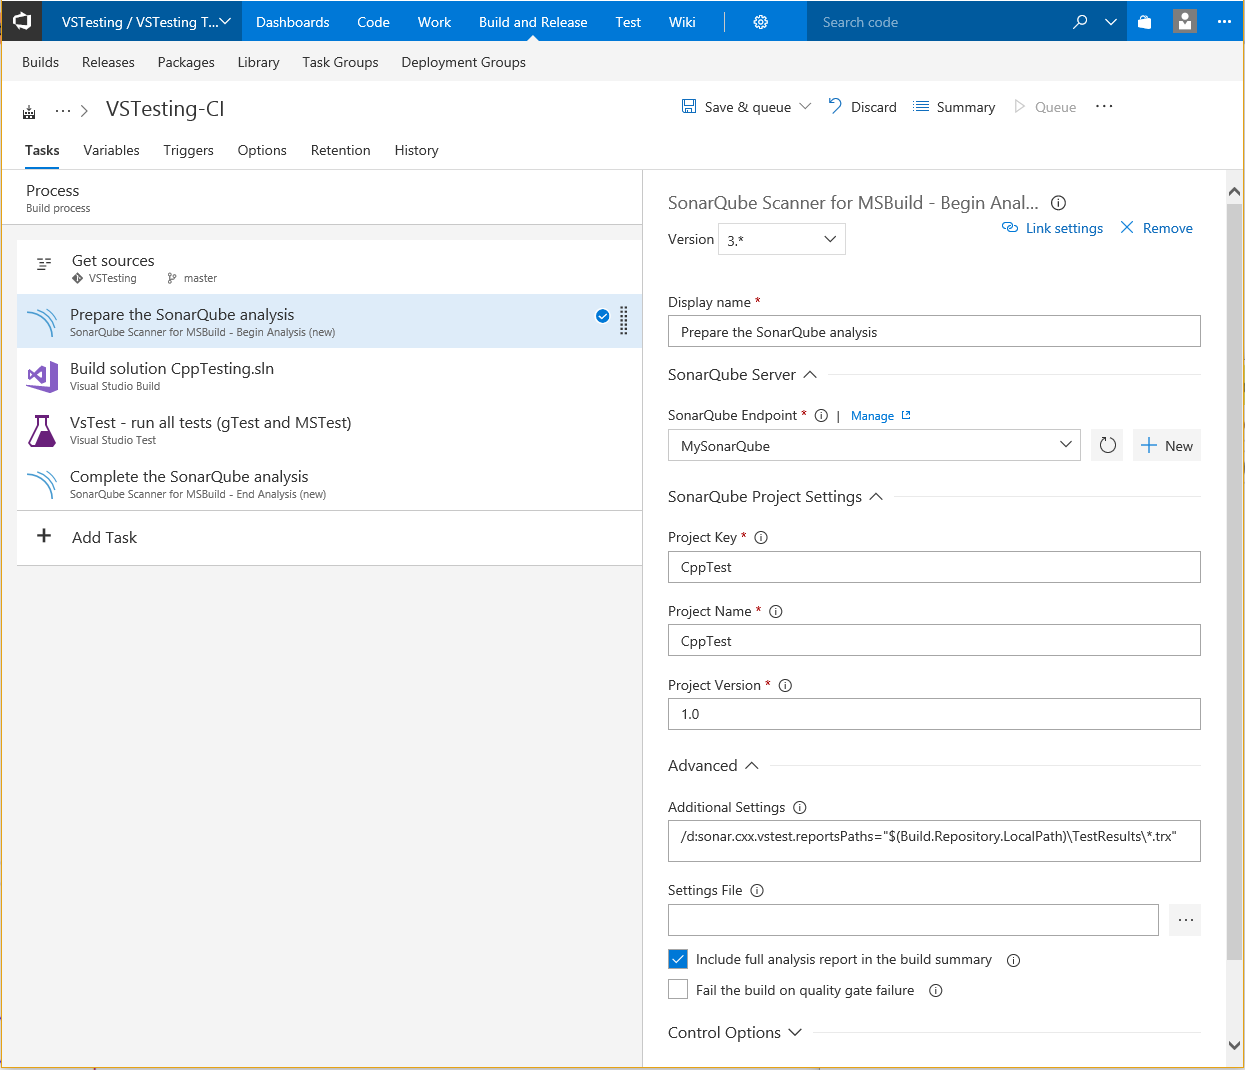 VSTesting / VSTesting T... Dashboards Code Work Build and Release Test Wiki Search code
Builds Releases Packages Library Task Groups Deployment Groups
VSTesting-CI Save & queue Discard Summary Queue
Tasks Variables Triggers Options Retention History
Process
Build process
Get sources
VSTesting master
Prepare the SonarQube analysis
SonarQube Scanner for MSBuild - Begin Analysis (new)
Build solution CppTesting.sln
Visual Studio Build
VsTest - run all tests (gTest and MSTest)
Visual Studio Test
Complete the SonarQube analysis
SonarQube Scanner for MSBuild - End Analysis (new)
Add Task
SonarQube Scanner for MSBuild - Begin Anal...
Link settings Remove
Version 3.*
Display name *
Prepare the SonarQube analysis
SonarQube Server
SonarQube Endpoint * | Manage
MySonarQube New
SonarQube Project Settings
Project Key *
CppTest
Project Name *
CppTest
Project Version *
1.0
Advanced
Additional Settings
/d:sonar.cxx.vstest.reportsPaths="$(Build.Repository.LocalPath)\TestResults\*.trx"
Settings File
Include full analysis report in the build summary
Fail the build on quality gate failure
Control Options